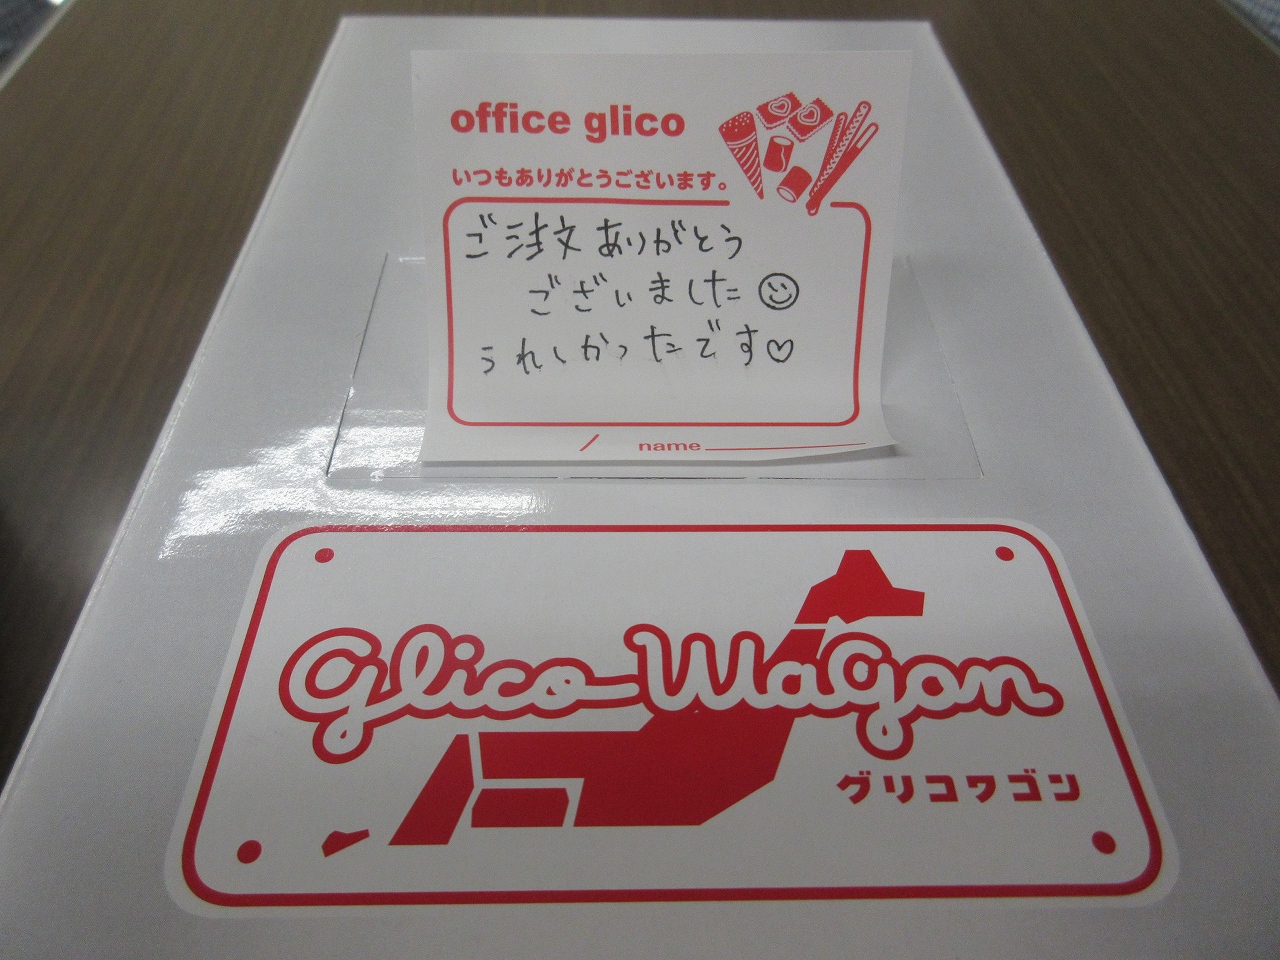 office glico
いつもありがとうございます。
ご注文ありがとう
ございました
うれしかったです♡
/ name
Glico Wagon
グリコワゴン